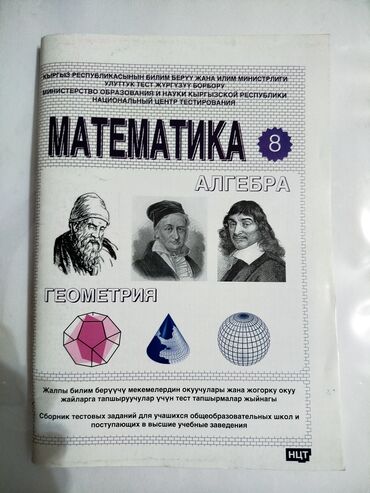 КЫРГЫЗ РЕСПУБЛИКАСЫНЫН БИЛИМ БЕРҮҮ ЖАНА ИЛИМ МИНИСТРЛИГИ
УЛУТТУК ТЕСТ ЖҮРГҮЗҮҮ БОРБОРУ
МИНИСТЕРСТВО ОБРАЗОВАНИЯ И НАУКИ КЫРГЫЗСКОЙ РЕСПУБЛИКИ
НАЦИОНАЛЬНЫЙ ЦЕНТР ТЕСТИРОВАНИЯ
МАТЕМАТИКА 8
АЛГЕБРА
ГЕОМЕТРИЯ
Жалпы билим берүүчү мекемелердин окуучулары жана жогорку окуу
жайларга тапшыруучулар үчүн тест тапшырмалар жыйнагы
Сборник тестовых заданий для учашихся общеобразовательных школ и
поступающих в высшие учебные заведения
НЦТ